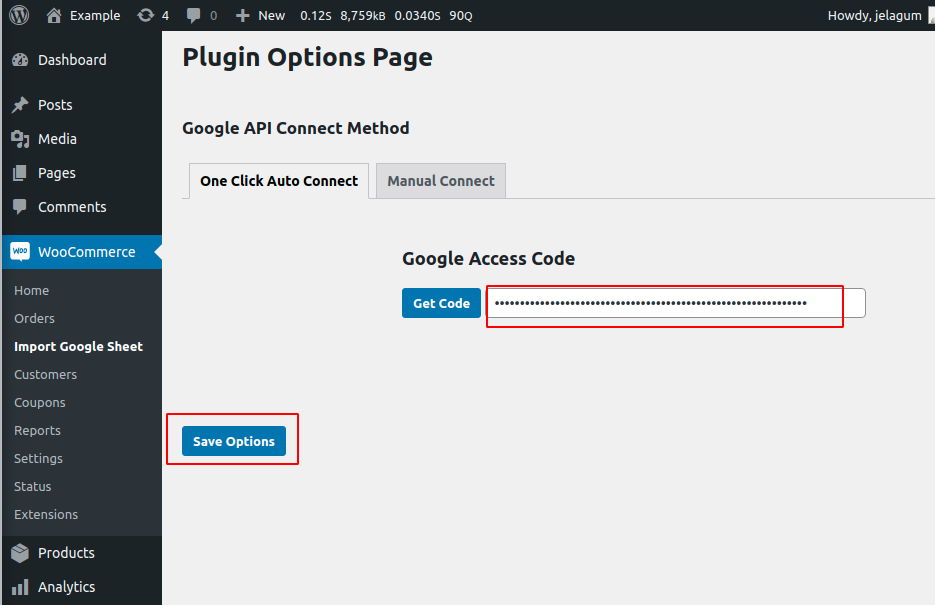 Example 4 0 New 0.12S 8,759KB 0.0340S 90Q Howdy, jelagum
Dashboard
Posts
Media
Pages
Comments
WOO WooCommerce
Home
Orders
Import Google Sheet
Customers
Coupons
Reports
Settings
Status
Extensions
Products
Analytics
Plugin Options Page
Google API Connect Method
One Click Auto Connect Manual Connect
Google Access Code
Get Code
Save Options